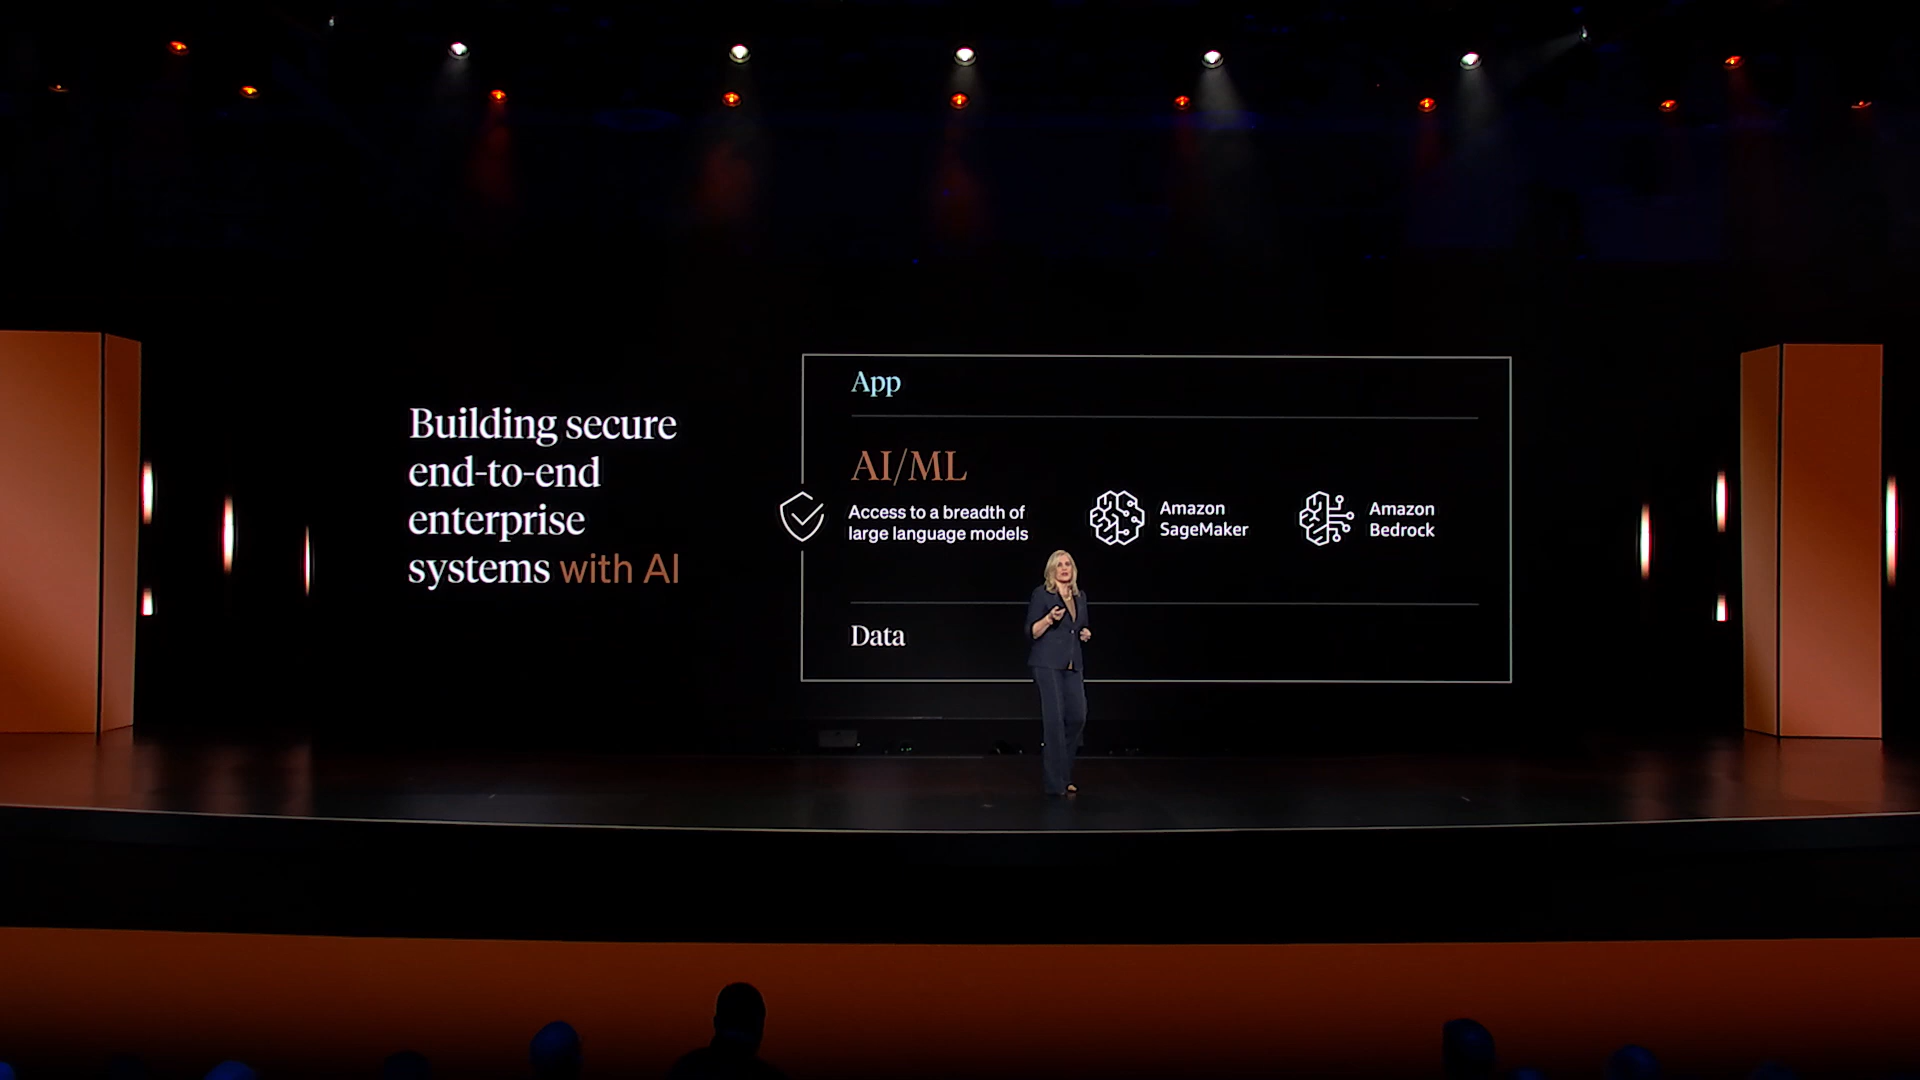 Building secure
end-to-end
enterprise
systems with AI
App
AI/ML
Access to a breadth of
large language models
Amazon
SageMaker
Amazon
Bedrock
Data